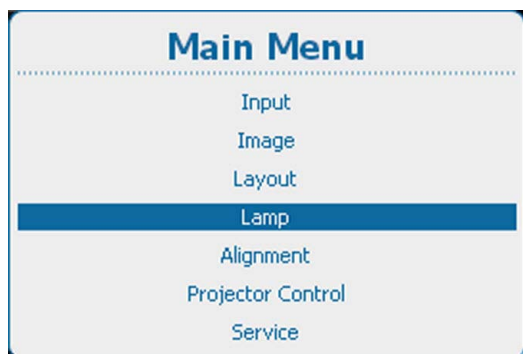 Main Menu
Input
Image
Layout
Lamp
Alignment
Projector Control
Service